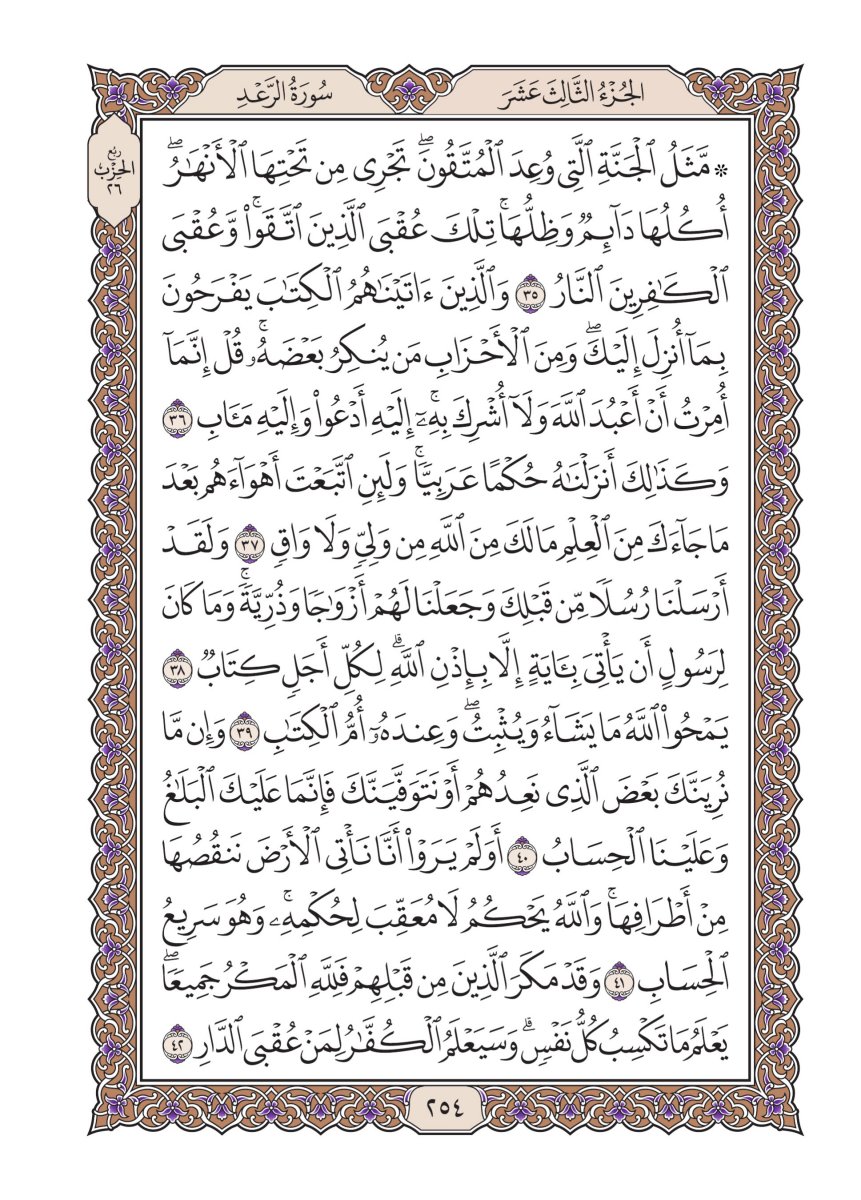 الجُزْءُ الثَّالِثَ عَشَرَ
سُورَةُ الرَّعْدِ
رُبع
الحِزْب
٢٦
۞ مَّثَلُ ٱلْجَنَّةِ ٱلَّتِى وُعِدَ ٱلْمُتَّقُونَۖ تَجْرِى مِن تَحْتِهَا ٱلْأَنْهَٰرُۖ
أُكُلُهَا دَآئِمٌ وَظِلُّهَاۚ تِلْكَ عُقْبَى ٱلَّذِينَ ٱتَّقَوا۟ۚ وَّعُقْبَى
ٱلْكَٰفِرِينَ ٱلنَّارُ ٣٥ وَٱلَّذِينَ ءَاتَيْنَٰهُمُ ٱلْكِتَٰبَ يَفْرَحُونَ
بِمَآ أُنزِلَ إِلَيْكَۖ وَمِنَ ٱلْأَحْزَابِ مَن يُنكِرُ بَعْضَهُۥۚ قُلْ إِنَّمَآ
أُمِرْتُ أَنْ أَعْبُدَ ٱللَّهَ وَلَآ أُشْرِكَ بِهِۦٓۚ إِلَيْهِ أَدْعُوا۟ وَإِلَيْهِ مَـَٔابِ ٣٦
وَكَذَٰلِكَ أَنزَلْنَٰهُ حُكْمًا عَرَبِيًّاۚ وَلَئِنِ ٱتَّبَعْتَ أَهْوَآءَهُم بَعْدَ
مَا جَآءَكَ مِنَ ٱلْعِلْمِ مَا لَكَ مِنَ ٱللَّهِ مِن وَلِىٍّ وَلَا وَاقٍ ٣٧ وَلَقَدْ
أَرْسَلْنَا رُسُلًا مِّن قَبْلِكَ وَجَعَلْنَا لَهُمْ أَزْوَٰجًا وَذُرِّيَّةًۚ وَمَا كَانَ
لِرَسُولٍ أَن يَأْتِىَ بِـَٔايَةٍ إِلَّا بِإِذْنِ ٱللَّهِۗ لِكُلِّ أَجَلٍ كِتَابٌ ٣٨
يَمْحُوا۟ ٱللَّهُ مَا يَشَآءُ وَيُثْبِتُۖ وَعِندَهُۥٓ أُمُّ ٱلْكِتَٰبِ ٣٩ وَإِن مَّا
نُرِيَنَّكَ بَعْضَ ٱلَّذِى نَعِدُهُمْ أَوْ نَتَوَفَّيَنَّكَ فَإِنَّمَا عَلَيْكَ ٱلْبَلَٰغُ
وَعَلَيْنَا ٱلْحِسَابُ ٤٠ أَوَلَمْ يَرَوْا۟ أَنَّا نَأْتِى ٱلْأَرْضَ نَنقُصُهَا
مِنْ أَطْرَافِهَاۚ وَٱللَّهُ يَحْكُمُ لَا مُعَقِّبَ لِحُكْمِهِۦۚ وَهُوَ سَرِيعُ
ٱلْحِسَابِ ٤١ وَقَدْ مَكَرَ ٱلَّذِينَ مِن قَبْلِهِمْ فَلِلَّهِ ٱلْمَكْرُ جَمِيعًاۖ
يَعْلَمُ مَا تَكْسِبُ كُلُّ نَفْسٍۗ وَسَيَعْلَمُ ٱلْكُفَّٰرُ لِمَنْ عُقْبَى ٱلدَّارِ ٤٢
٢٥٤